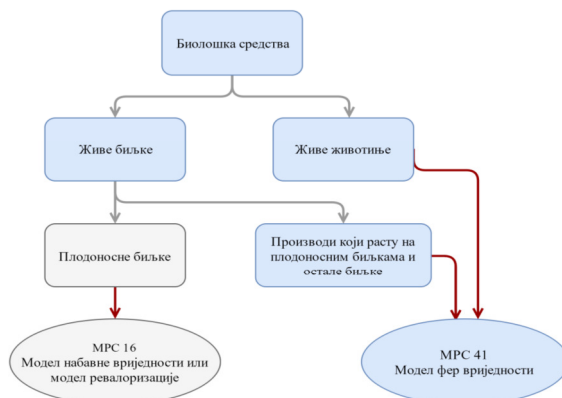 Биолошка средства
Живе биљке
Живе животиње
Плодоносне биљке
Производи који расту на
плодоносним биљкама и
остале биљке
МРС 16
Модел набавне вриједности или
модел ревалоризације
МРС 41
Модел фер вриједности